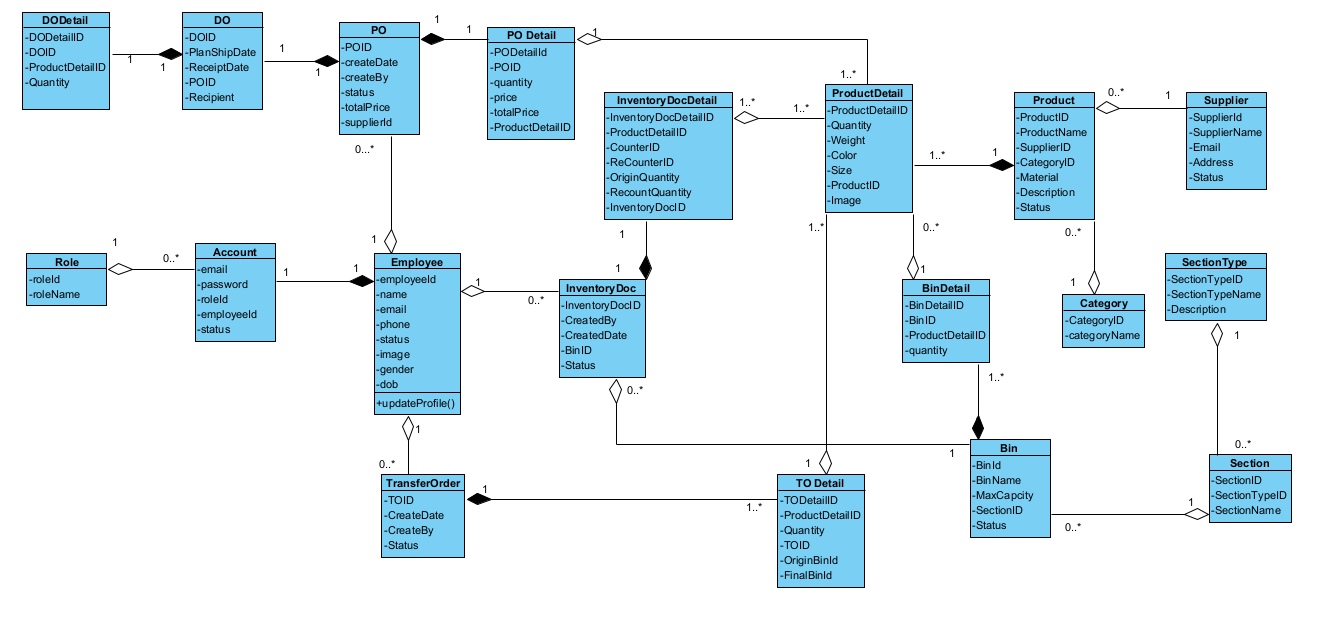 DODetail
-DODetailID
-DOID
-ProductDetailID
-Quantity
1
1
DO
-DOID
-PlanShipDate
-ReceiptDate
-POID
-Recipient
1
1
PO
-POID
-createDate
-createBy
-status
-totalPrice
-supplierId
1
1
PO Detail
-PODetailId
-POID
-quantity
-price
-totalPrice
-ProductDetailID
1
1..*
InventoryDocDetail
-InventoryDocDetailID
-ProductDetailID
-CounterID
-ReCounterID
-OriginQuantity
-RecountQuantity
-InventoryDocID
1..*
1..*
ProductDetail
-ProductDetailID
-Quantity
-Weight
-Color
-Size
-ProductID
-Image
1..*
1
Product
-ProductID
-ProductName
-SupplierID
-CategoryID
-Material
-Description
-Status
0..*
1
Supplier
-SupplierId
-SupplierName
-Email
-Address
-Status
0...*
1
1
1
1..*
0..*
1
0..*
1
Role
-roleId
-roleName
1
0..*
Account
-email
-password
-roleId
-employeeId
-status
1
1
Employee
-employeeId
-name
-email
-phone
-status
-image
-gender
-dob
+updateProfile()
1
0..*
InventoryDoc
-InventoryDocID
-CreatedBy
-CreatedDate
-BinID
-Status
BinDetail
-BinDetailID
-BinID
-ProductDetailID
-quantity
Category
-CategoryID
-categoryName
SectionType
-SectionTypeID
-SectionTypeName
-Description
1
0..*
0..*
1
1..*
1
0..*
TransferOrder
-TOID
-CreateDate
-CreateBy
-Status
1
1..*
1
TO Detail
-TODetailID
-ProductDetailID
-Quantity
-TOID
-OriginBinId
-FinalBinId
Bin
-BinId
-BinName
-MaxCapcity
-SectionID
-Status
0..*
1
Section
-SectionID
-SectionTypeID
-SectionName